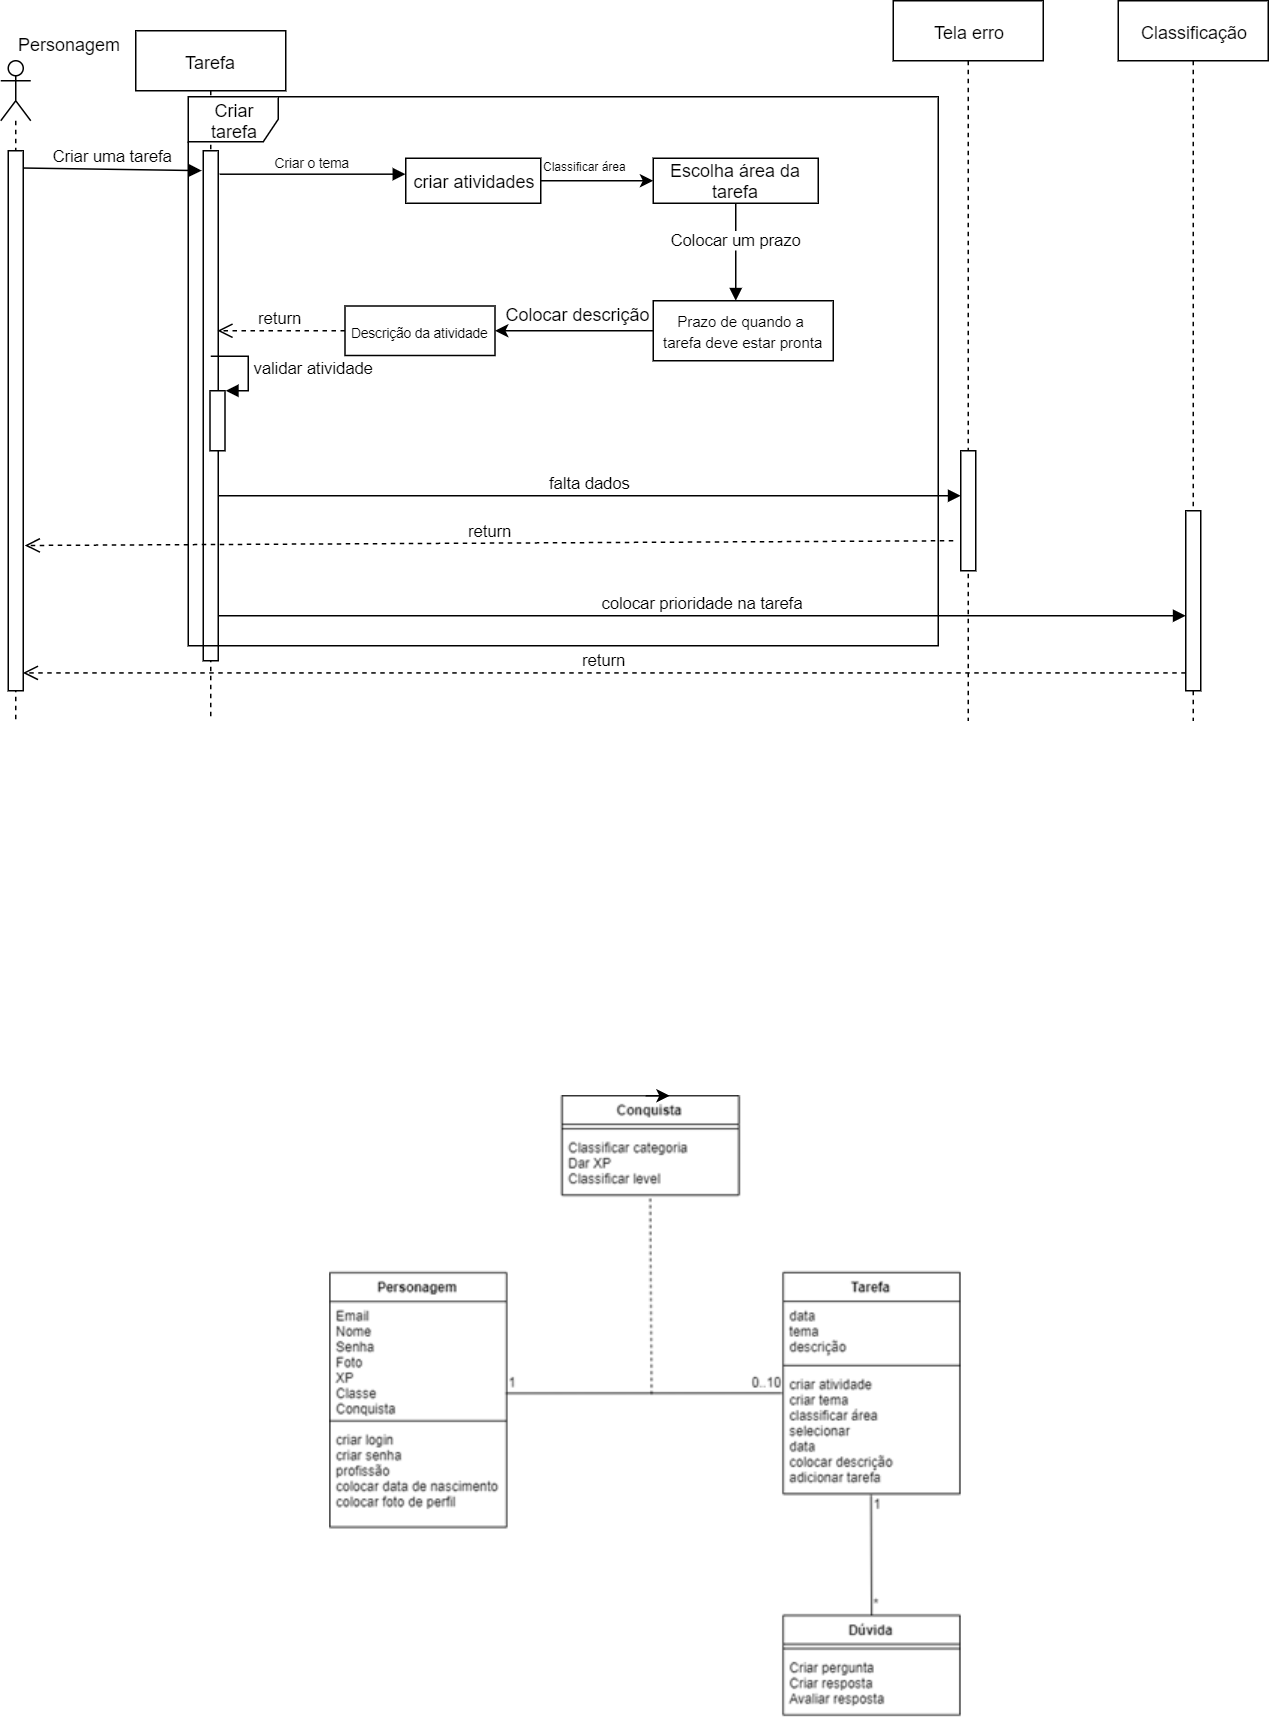 Personagem
Tarefa
Tela erro
Classificação
Criar
tarefa
Criar uma tarefa
Criar o tema
criar atividades
Classificar área
Escolha área da
tarefa
Colocar um prazo
Prazo de quando a
tarefa deve estar pronta
Colocar descrição
Descrição da atividade
return
validar atividade
falta dados
return
colocar prioridade na tarefa
return
Conquista
Classificar categoria
Dar XP
Classificar level
Personagem
Email
Nome
Senha
Foto
XP
Classe
Conquista
criar login
criar senha
profissão
colocar data de nascimento
colocar foto de perfil
1
0..10
Tarefa
data
tema
descrição
criar atividade
criar tema
classificar área
selecionar
data
colocar descrição
adicionar tarefa
1
*
Dúvida
Criar pergunta
Criar resposta
Avaliar resposta